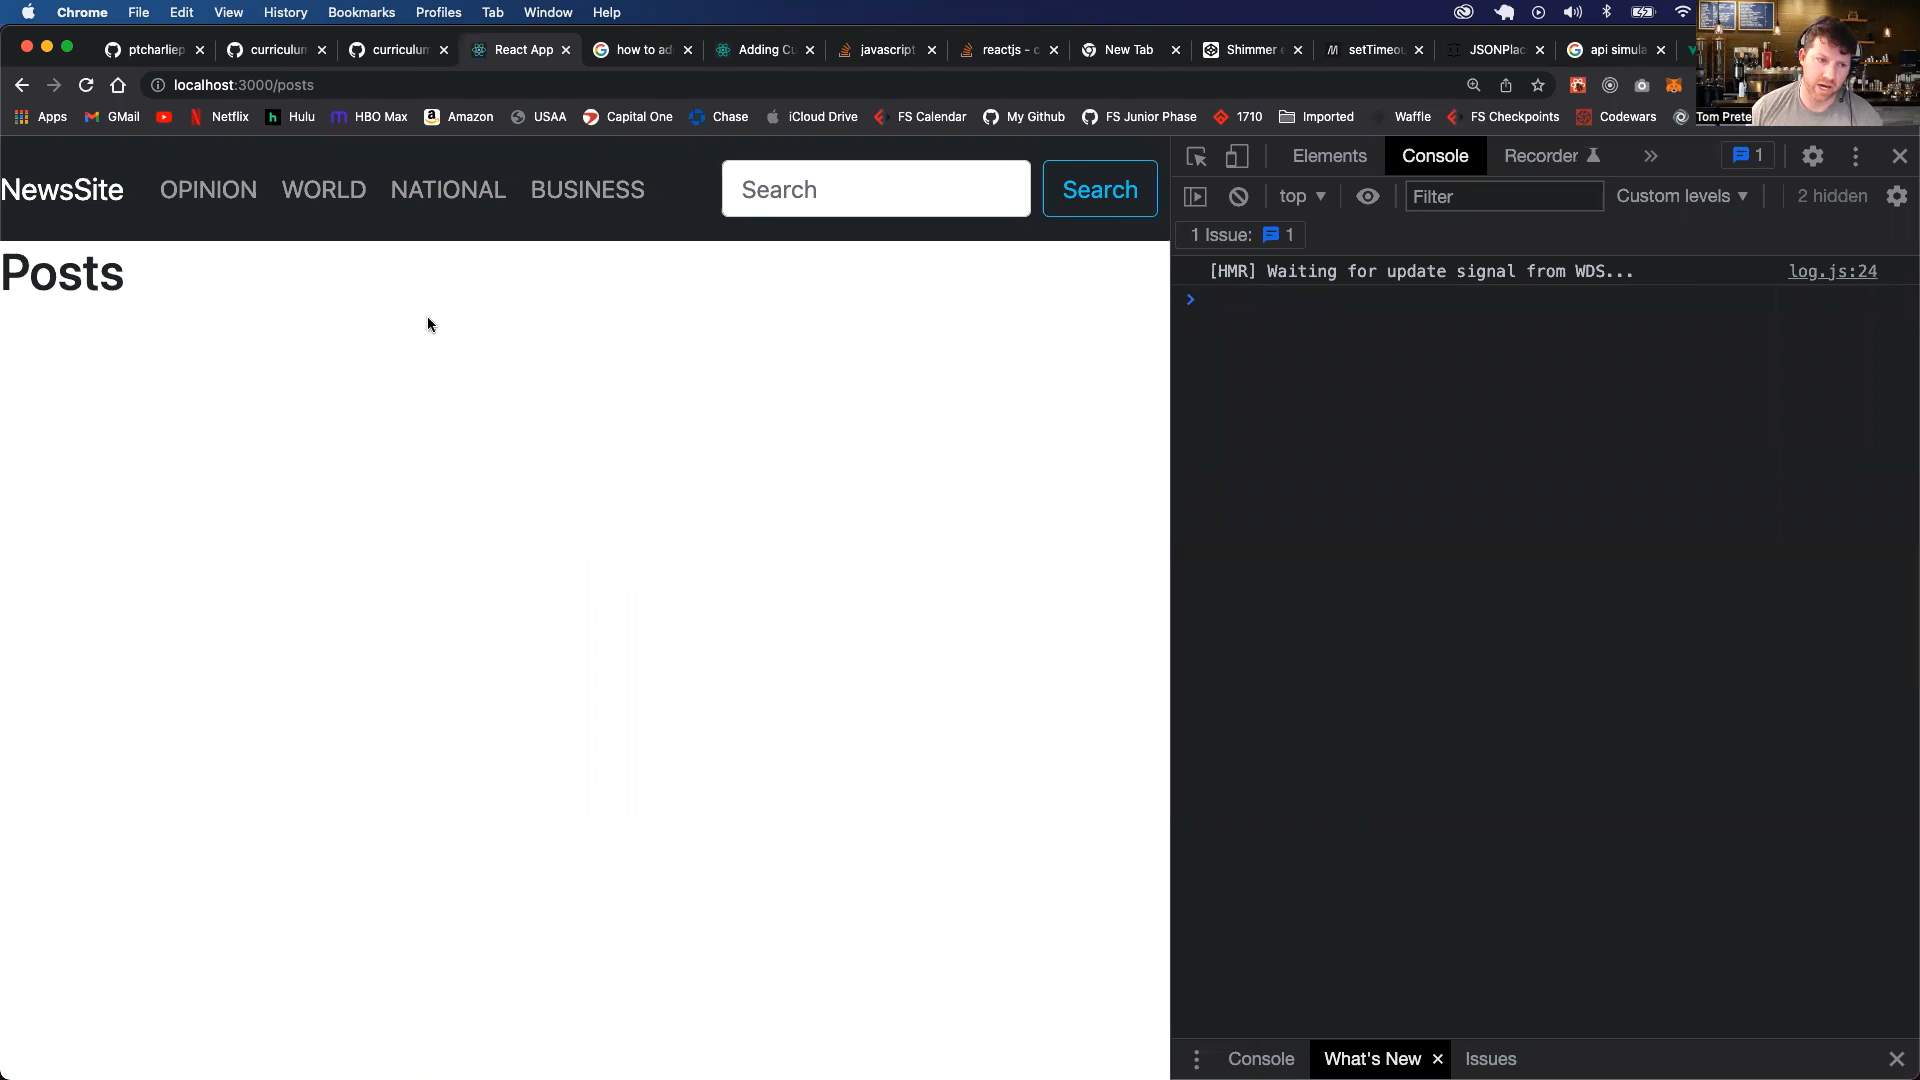 Chrome File Edit View History Bookmarks Profiles Tab Window Help
ptcharliep curriculum curriculum React App how to ad Adding Cu javascript reactjs - c New Tab Shimmer e setTimeou JSONPlac api simula
localhost:3000/posts
Apps GMail Netflix Hulu HBO Max Amazon USAA Capital One Chase iCloud Drive FS Calendar My Github FS Junior Phase 1710 Imported Waffle FS Checkpoints Codewars Tom Prete
NewsSite OPINION WORLD NATIONAL BUSINESS Search Search
Posts
Elements Console Recorder 1
top Filter Custom levels 2 hidden
1 Issue: 1
[HMR] Waiting for update signal from WDS... log.js:24
Console What's New Issues